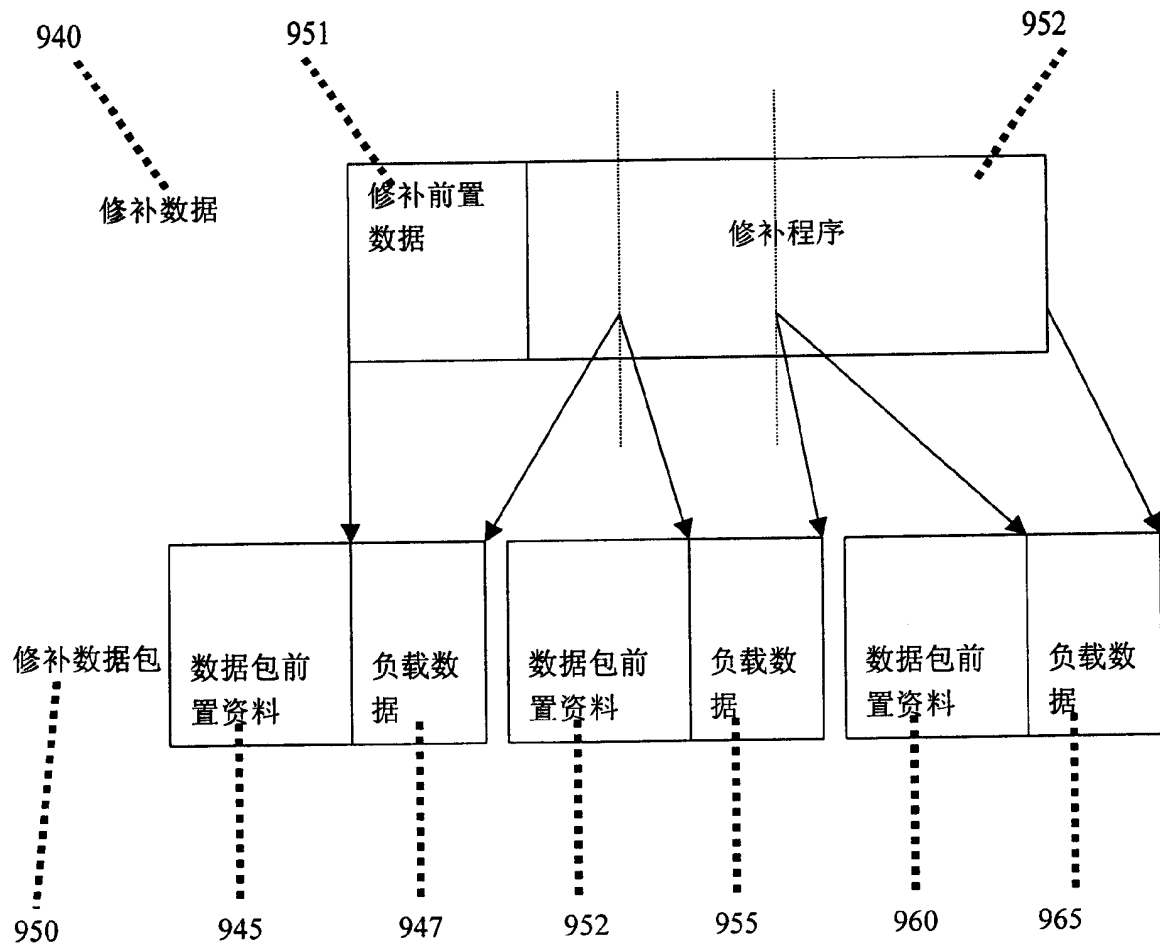 940
951
952
修补数据
修补前置
数据
修补程序
修补数据包
数据包前
置资料
负载数
据
数据包前
置资料
负载数
据
数据包前
置资料
负载数
据
950
945
947
952
955
960
965